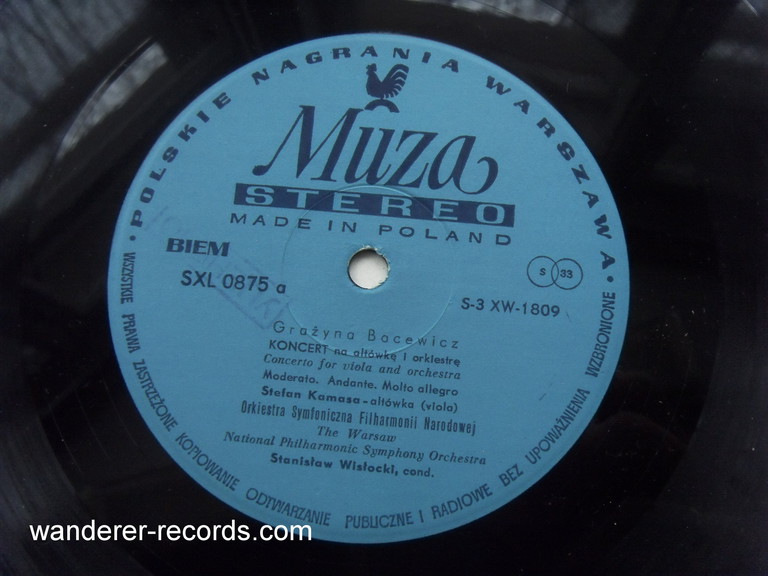 POLSKIE NAGRANIA WARSZAWA
Muza
STEREO
MADE IN POLAND
BIEM
SXL 0875 a
S 33
S-3 XW-1809
Grażyna Bacewicz
KONCERT na altówkę i orkiestrę
Concerto for viola and orchestra
Moderato. Andante. Molto allegro
Stefan Kamasa - altówka (viola)
Orkiestra Symfoniczna Filharmonii Narodowej
The Warsaw
National Philharmonic Symphony Orchestra
Stanisław Wisłocki, cond.
WSZYSTKIE PRAWA ZASTRZEŻONE KOPIOWANIE ODTWARZANIE PUBLICZNE I RADIOWE BEZ UPOWAŻNIENIA WZBRONIONE
wanderer-records.com